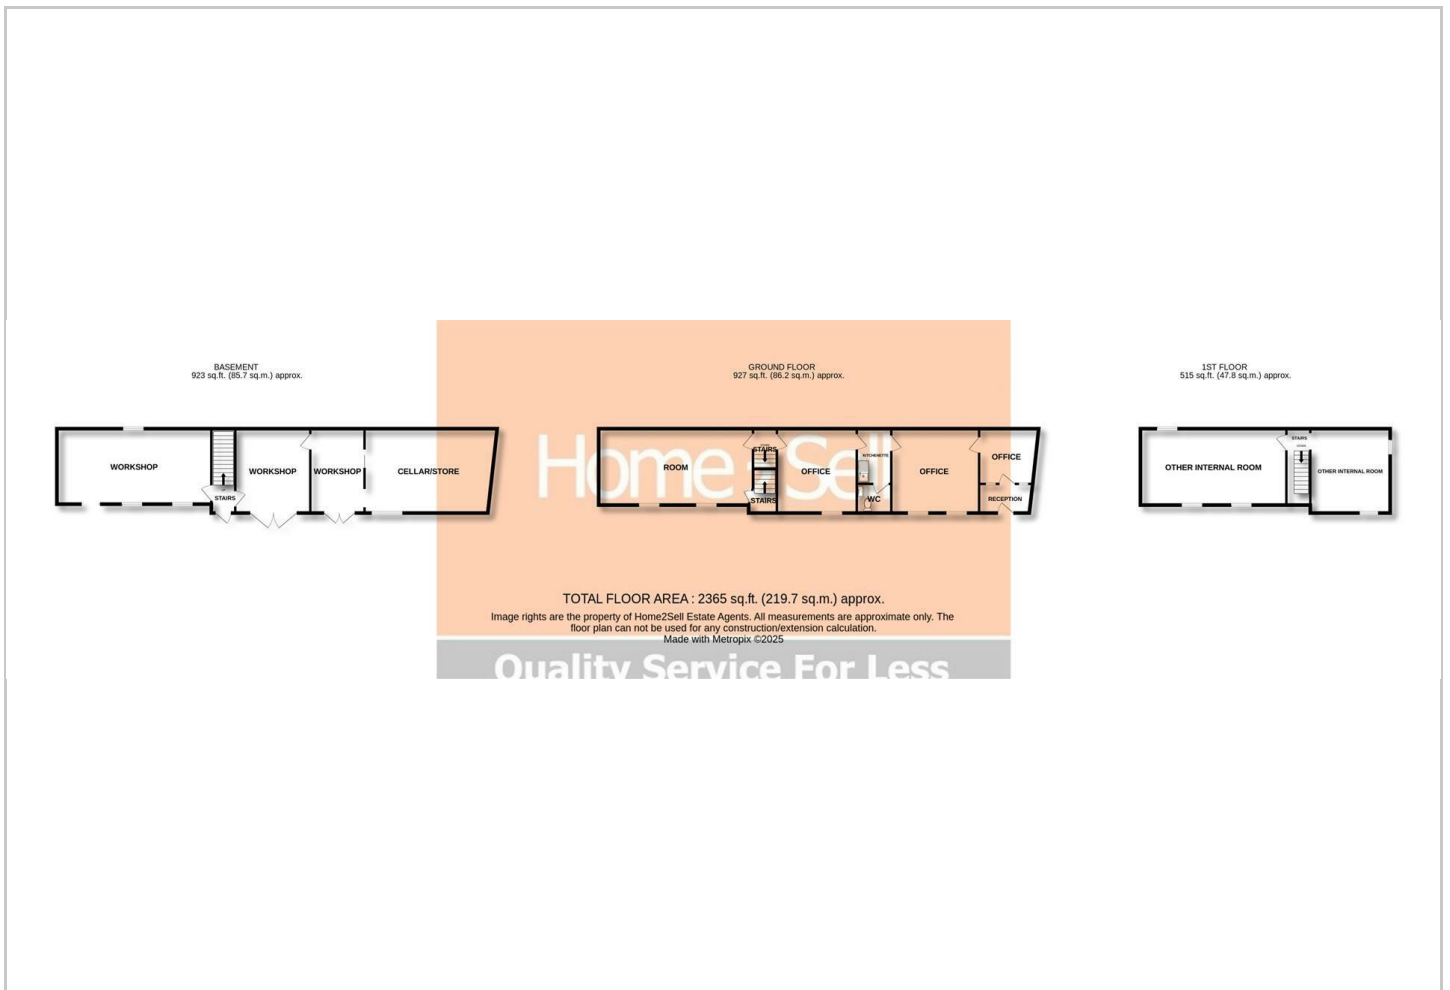 BASEMENT
923 sq.ft. (85.7 sq.m.) approx.
GROUND FLOOR
927 sq.ft. (86.2 sq.m.) approx.
1ST FLOOR
515 sq.ft. (47.8 sq.m.) approx.
WORKSHOP
STAIRS
WORKSHOP
WORKSHOP
CELLAR/STORE
Home Sell
ROOM
STAIRS
STAIRS
OFFICE
KITCHENETTE
WC
OFFICE
OFFICE
RECEPTION
OTHER INTERNAL ROOM
STAIRS
OTHER INTERNAL ROOM
TOTAL FLOOR AREA : 2365 sq.ft. (219.7 sq.m.) approx.
Image rights are the property of Home2Sell Estate Agents. All measurements are approximate only. The
floor plan can not be used for any construction/extension calculation.
Made with Metropix ©2025
Quality Service For Less